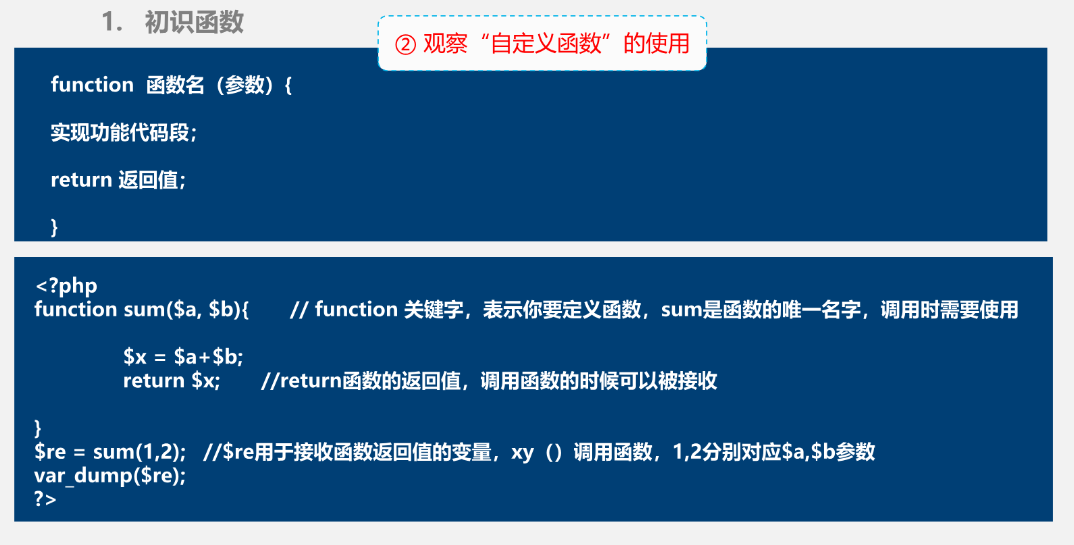 1. 初识函数
② 观察“自定义函数”的使用
function 函数名（参数）{
实现功能代码段；
return 返回值；
}
<?php
function sum($a, $b){ // function 关键字，表示你要定义函数，sum是函数的唯一名字，调用时需要使用
$x = $a+$b;
return $x; //return函数的返回值，调用函数的时候可以被接收
}
$re = sum(1,2); //$re用于接收函数返回值的变量，xy（）调用函数，1,2分别对应$a,$b参数
var_dump($re);
?>